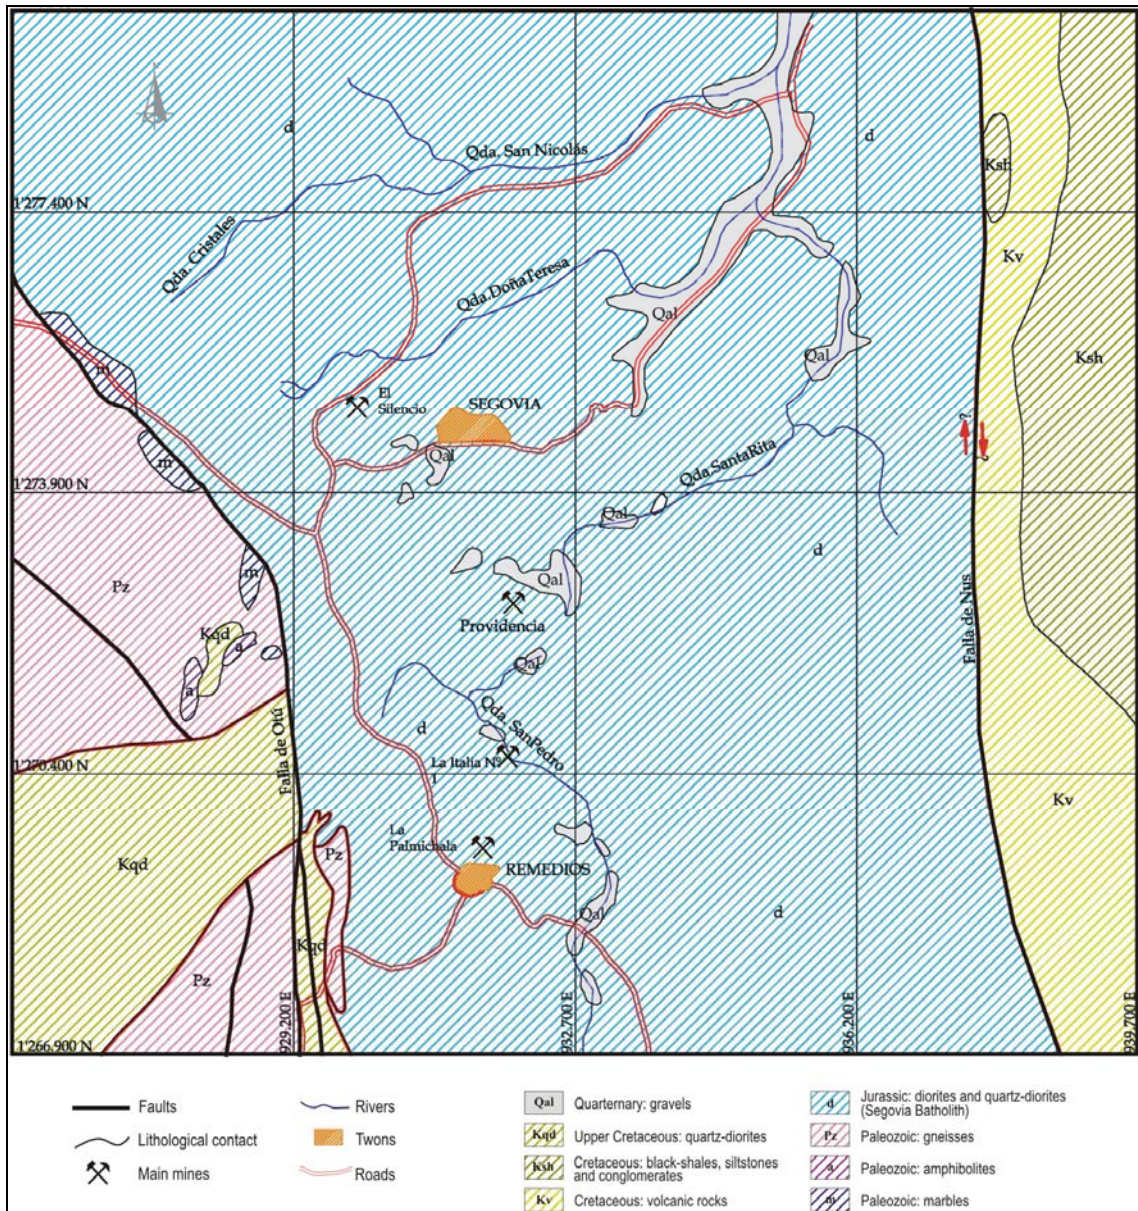 d
d
Qda. San Nicolás
Ksh
1'277.400 N
Qda. Cristales
Qda.DoñaTeresa
Kv
Qal
Qal
Ksh
m
El
Silencio
SEGOVIA
?
Qal
m
Qda.SantaRita
1'273.900 N
Qal
d
m
Pz
Qal
Providencia
Falla de Nus
Kqd
a
a
Qal
Qda. SanPedro
d
Falla de Otú
La Italia Nº
1
1'270.400 N
Kv
La
Palmichala
Pz
Kqd
REMEDIOS
d
Qal
Kqd
Pz
929.200 E
932.700 E
936.200 E
939.700 E
1'266.900 N
Faults
Lithological contact
Main mines
Rivers
Twons
Roads
Qal Quaternary: gravels
Kqd Upper Cretaceous: quartz-diorites
Ksh Cretaceous: black-shales, siltstones
and conglomerates
Kv Cretaceous: volcanic rocks
d Jurassic: diorites and quartz-diorites
(Segovia Batholith)
Pz Paleozoic: gneisses
a Paleozoic: amphibolites
m Paleozoic: marbles